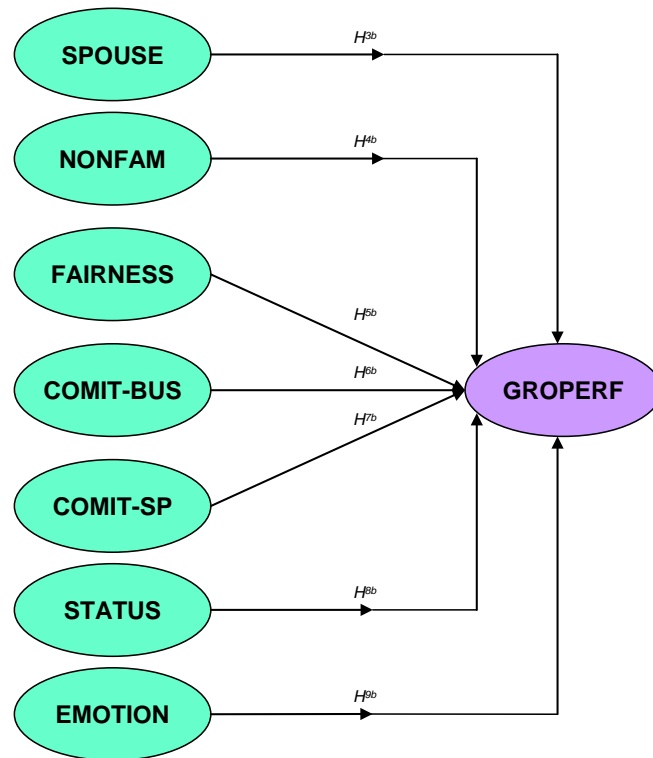 SPOUSE
H3b
NONFAM
H4b
FAIRNESS
H5b
COMIT-BUS
H6b
GROPERF
H7b
COMIT-SP
STATUS
H8b
EMOTION
H9b